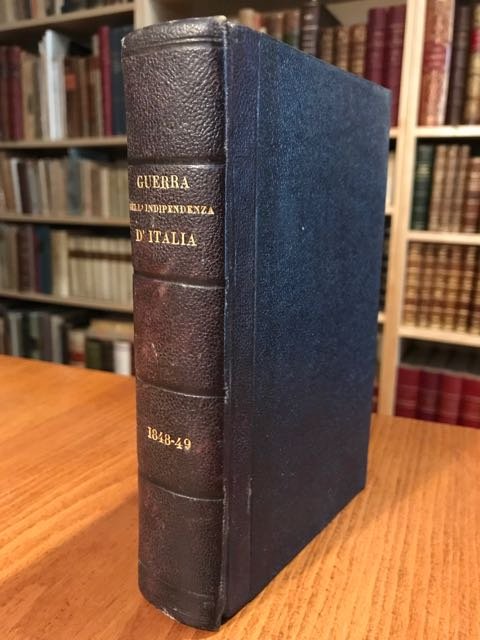 GUERRA
DELL' INDIPENDENZA
D' ITALIA
1848-49